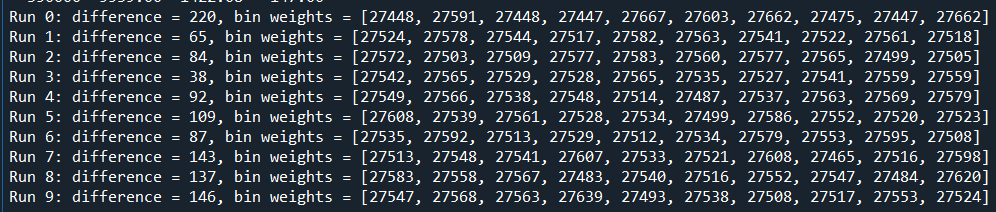 Run 0: difference = 220, bin weights = [27448, 27591, 27448, 27447, 27667, 27603, 27662, 27475, 27447, 27662]
Run 1: difference = 65, bin weights = [27524, 27578, 27544, 27517, 27582, 27563, 27541, 27522, 27561, 27518]
Run 2: difference = 84, bin weights = [27572, 27503, 27509, 27577, 27583, 27560, 27577, 27565, 27499, 27505]
Run 3: difference = 38, bin weights = [27542, 27565, 27529, 27528, 27565, 27535, 27527, 27541, 27559, 27559]
Run 4: difference = 92, bin weights = [27549, 27566, 27538, 27548, 27514, 27487, 27537, 27563, 27569, 27579]
Run 5: difference = 109, bin weights = [27608, 27539, 27561, 27528, 27534, 27499, 27586, 27552, 27520, 27523]
Run 6: difference = 87, bin weights = [27535, 27592, 27513, 27529, 27512, 27534, 27579, 27553, 27595, 27508]
Run 7: difference = 143, bin weights = [27513, 27548, 27541, 27607, 27533, 27521, 27608, 27465, 27516, 27598]
Run 8: difference = 137, bin weights = [27583, 27558, 27567, 27483, 27540, 27516, 27552, 27547, 27484, 27620]
Run 9: difference = 146, bin weights = [27547, 27568, 27563, 27639, 27493, 27538, 27508, 27517, 27553, 27524]